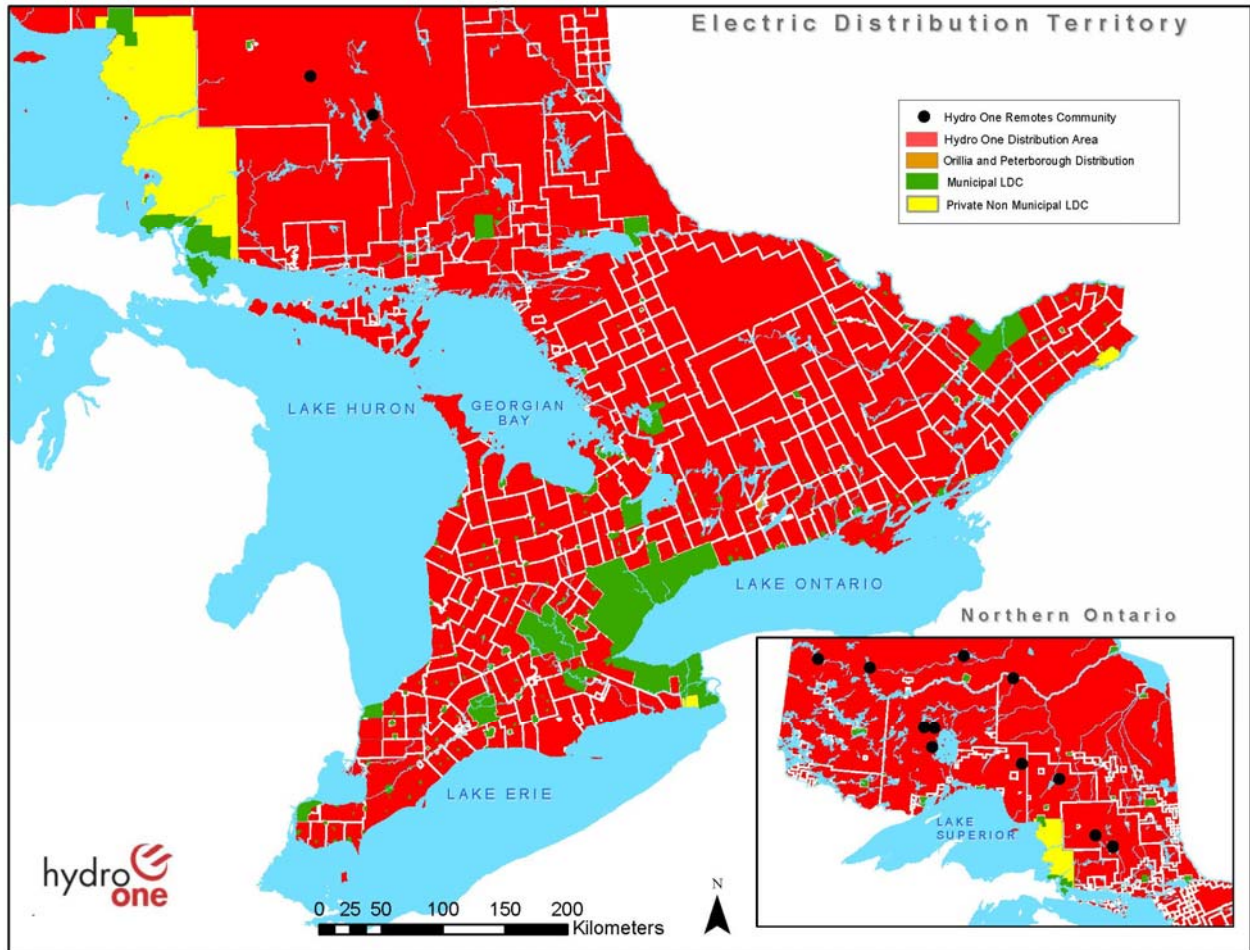 Electric Distribution Territory
Hydro One Remotes Community
Hydro One Distribution Area
Orillia and Peterborough Distribution
Municipal LDC
Private Non Municipal LDC
LAKE HURON
GEORGIAN
BAY
LAKE ONTARIO
LAKE ERIE
Northern Ontario
LAKE
SUPERIOR
hydro
one
N
0 25 50 100 150 200
Kilometers